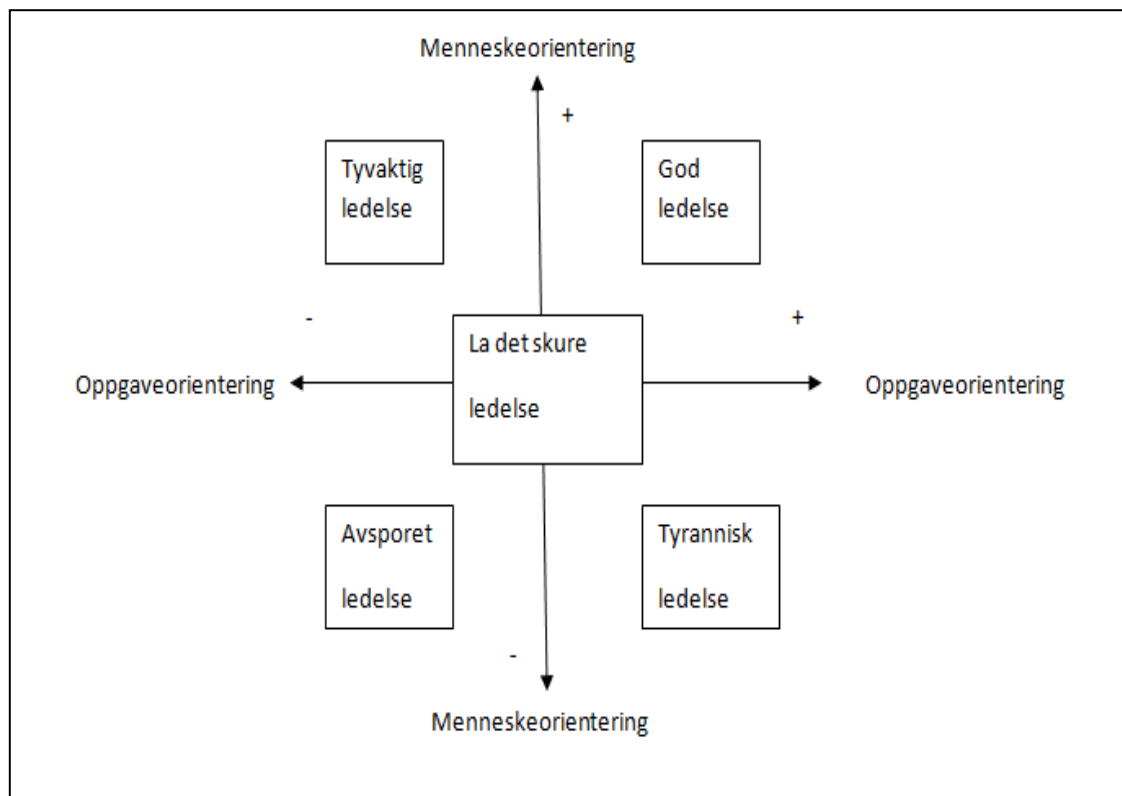 Menneskeorientering
+
Tyvaktig
ledelse
God
ledelse
-
+
La det skure
ledelse
Oppgaveorientering
Oppgaveorientering
Avsporet
ledelse
Tyrannisk
ledelse
-
Menneskeorientering